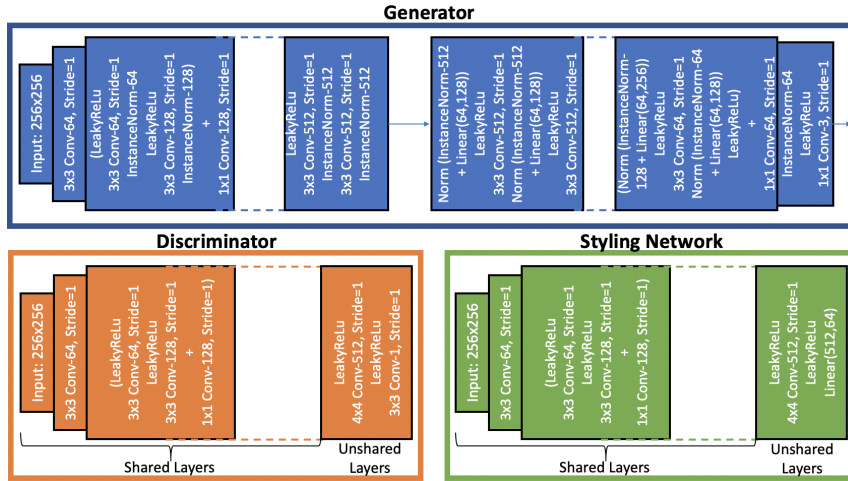 Generator
Input: 256x256
3x3 Conv-64, Stride=1
(LeakyReLu
3x3 Conv-64, Stride=1
InstanceNorm-64
LeakyReLu
3x3 Conv-128, Stride=1
InstanceNorm-128)
+
1x1 Conv-128, Stride=1
LeakyReLu
3x3 Conv-512, Stride=1
InstanceNorm-512
3x3 Conv-512, Stride=1
InstanceNorm-512
Norm (InstanceNorm-512
+ Linear(64,128))
LeakyReLu
3x3 Conv-512, Stride=1
Norm (InstanceNorm-512
+ Linear(64,128))
LeakyReLu
3x3 Conv-512, Stride=1
(Norm (InstanceNorm-
128 + Linear(64,256))
LeakyReLu
3x3 Conv-64, Stride=1
Norm (InstanceNorm-64
+ Linear(64,128))
LeakyReLu)
+
1x1 Conv-64, Stride=1
InstanceNorm-64
LeakyReLu
1x1 Conv-3, Stride=1
Discriminator
Input: 256x256
3x3 Conv-64, Stride=1
(LeakyReLu
3x3 Conv-64, Stride=1
LeakyReLu
3x3 Conv-128, Stride=1
+
1x1 Conv-128, Stride=1)
LeakyReLu
4x4 Conv-512, Stride=1
LeakyReLu
3x3 Conv-1, Stride=1
Shared Layers
Unshared
Layers
Styling Network
Input: 256x256
3x3 Conv-64, Stride=1
(LeakyReLu
3x3 Conv-64, Stride=1
LeakyReLu
3x3 Conv-128, Stride=1
+
1x1 Conv-128, Stride=1)
LeakyReLu
4x4 Conv-512, Stride=1
LeakyReLu
Linear(512,64)
Shared Layers
Unshared
Layers